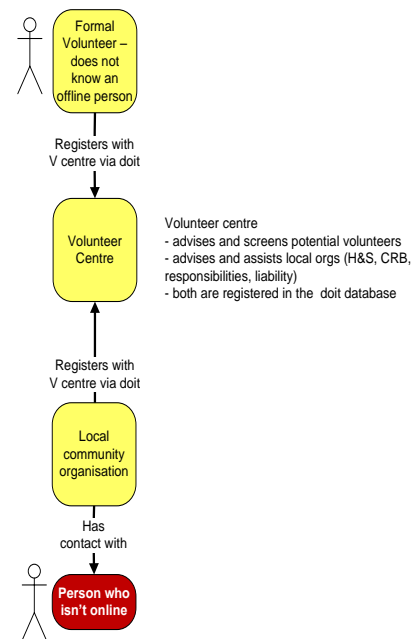 Formal
Volunteer –
does not
know an
offline person
Registers with
V centre via doit
Volunteer
Centre
Volunteer centre
- advises and screens potential volunteers
- advises and assists local orgs (H&S, CRB,
responsibilities, liability)
- both are registered in the  doit database
Registers with
V centre via doit
Local
community
organisation
Has
contact with
Person who
isn't online